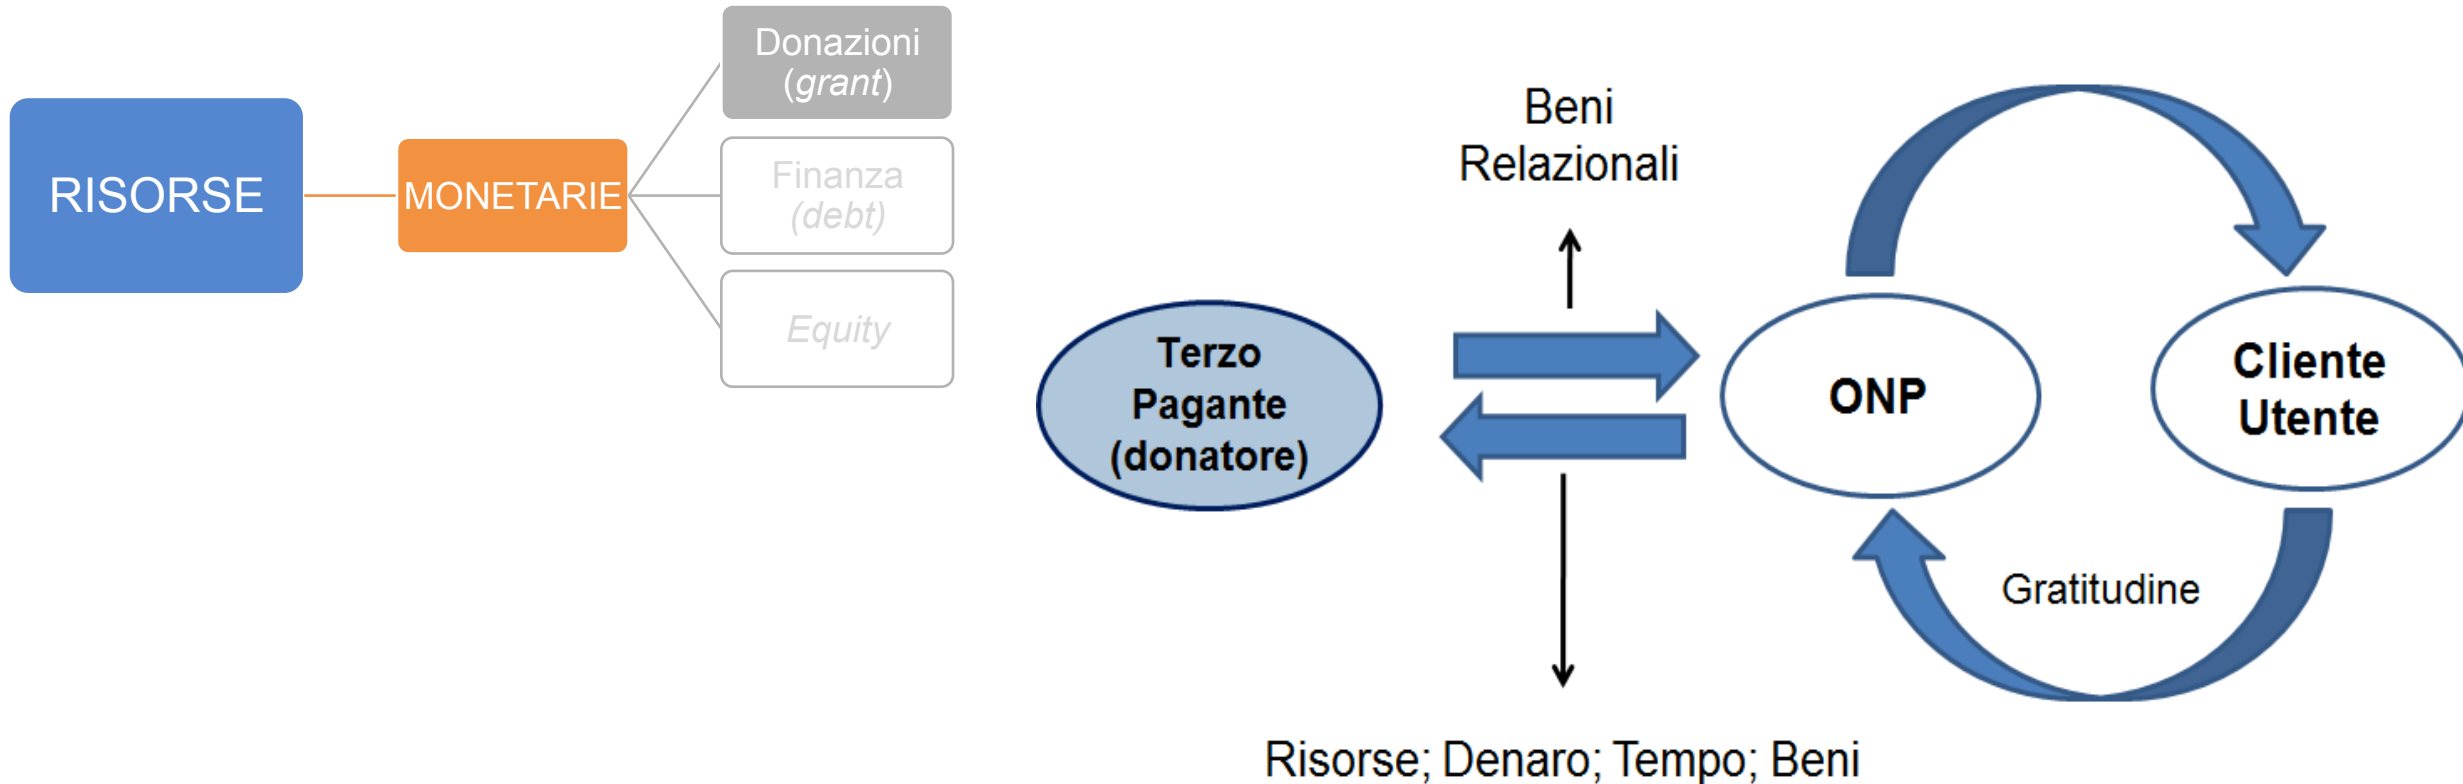 RISORSE
MONETARIE
Donazioni
(grant)
Finanza
(debt)
Equity
Beni
Relazionali
Terzo
Pagante
(donatore)
ONP
Cliente
Utente
Gratitudine
Risorse; Denaro; Tempo; Beni